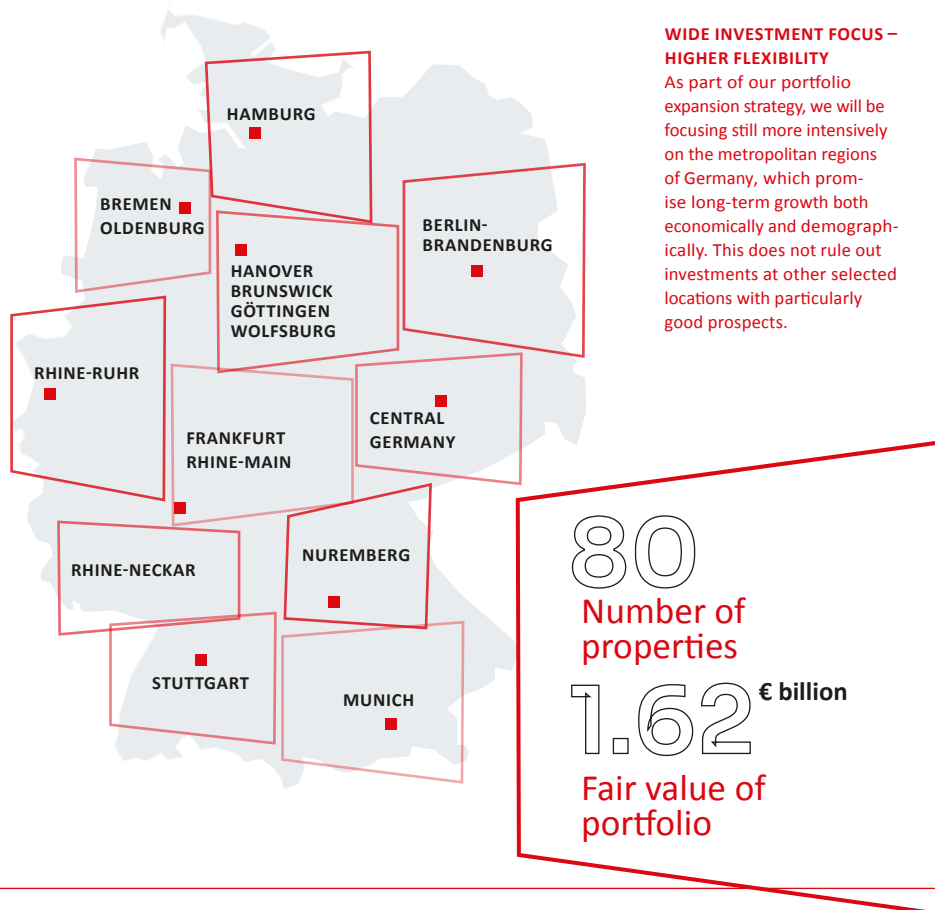 WIDE INVESTMENT FOCUS –
HIGHER FLEXIBILITY
As part of our portfolio
expansion strategy, we will be
focusing still more intensively
on the metropolitan regions
of Germany, which prom-
ise long-term growth both
economically and demograph-
ically. This does not rule out
investments at other selected
locations with particularly
good prospects.
HAMBURG
BREMEN
OLDENBURG
BERLIN-
BRANDENBURG
HANOVER
BRUNSWICK
GÖTTINGEN
WOLFSBURG
RHINE-RUHR
FRANKFURT
RHINE-MAIN
CENTRAL
GERMANY
RHINE-NECKAR
NUREMBERG
STUTTGART
MUNICH
80
Number of
properties
1.62 € billion
Fair value of
portfolio